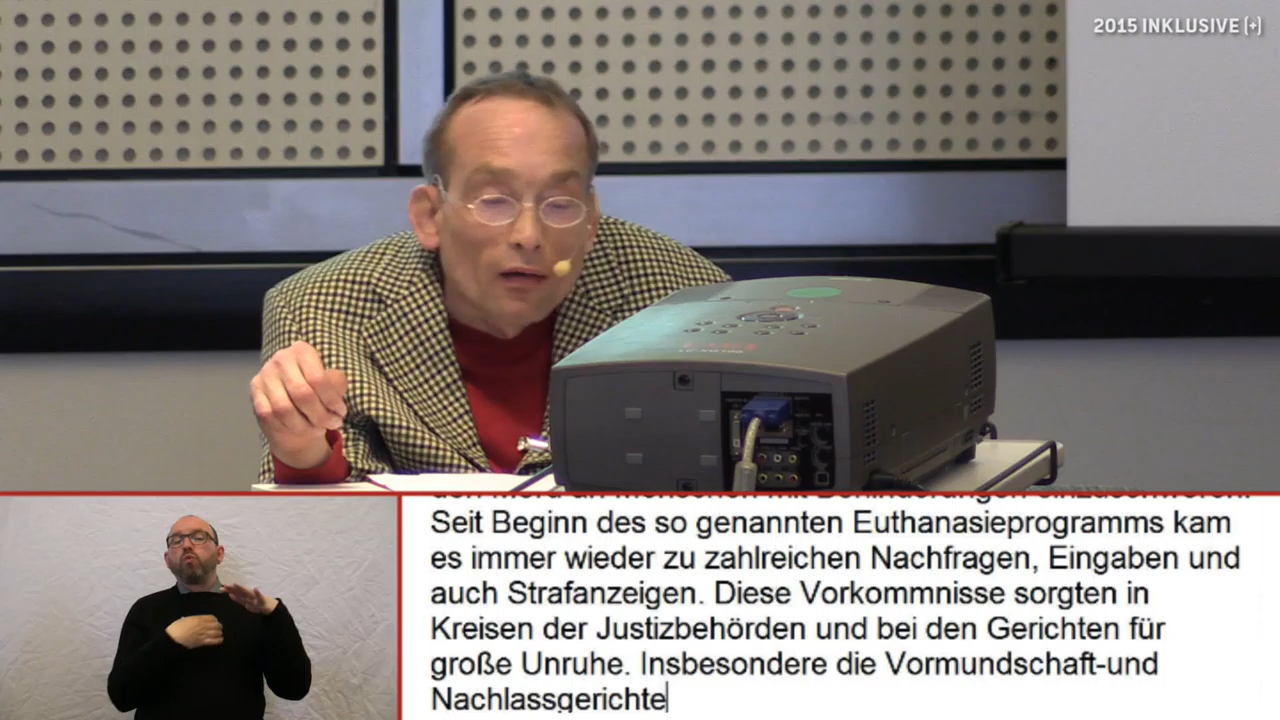 2015 INKLUSIVE (+)
Seit Beginn des so genannten Euthanasieprogramms kam
es immer wieder zu zahlreichen Nachfragen, Eingaben und
auch Strafanzeigen. Diese Vorkommnisse sorgten in
Kreisen der Justizbehörden und bei den Gerichten für
große Unruhe. Insbesondere die Vormundschaft-und
Nachlassgerichte